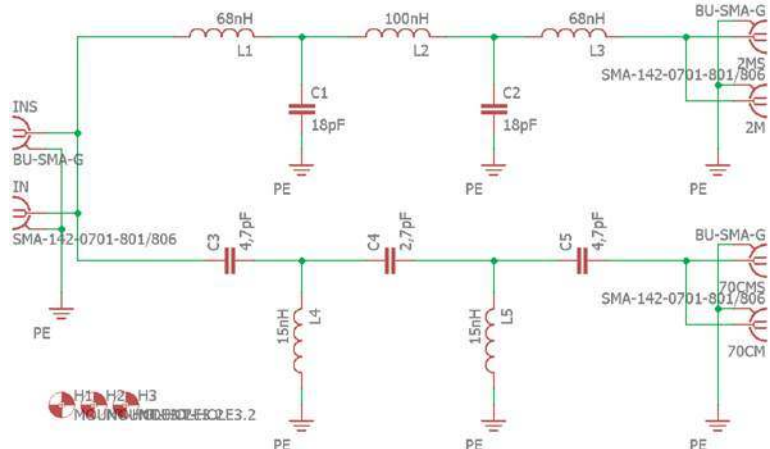 68nH
L1
100nH
L2
68nH
L3
BU-SMA-G
2MS
SMA-142-0701-801/806
2M
C1
18pF
C2
18pF
PE
PE
PE
INS
BU-SMA-G
IN
SMA-142-0701-801/806
PE
C3
4,7pF
C4
2,7pF
C5
4,7pF
BU-SMA-G
70CMS
SMA-142-0701-801/806
70CM
15nH
L4
15nH
L5
PE
PE
PE
H1
H2
H3